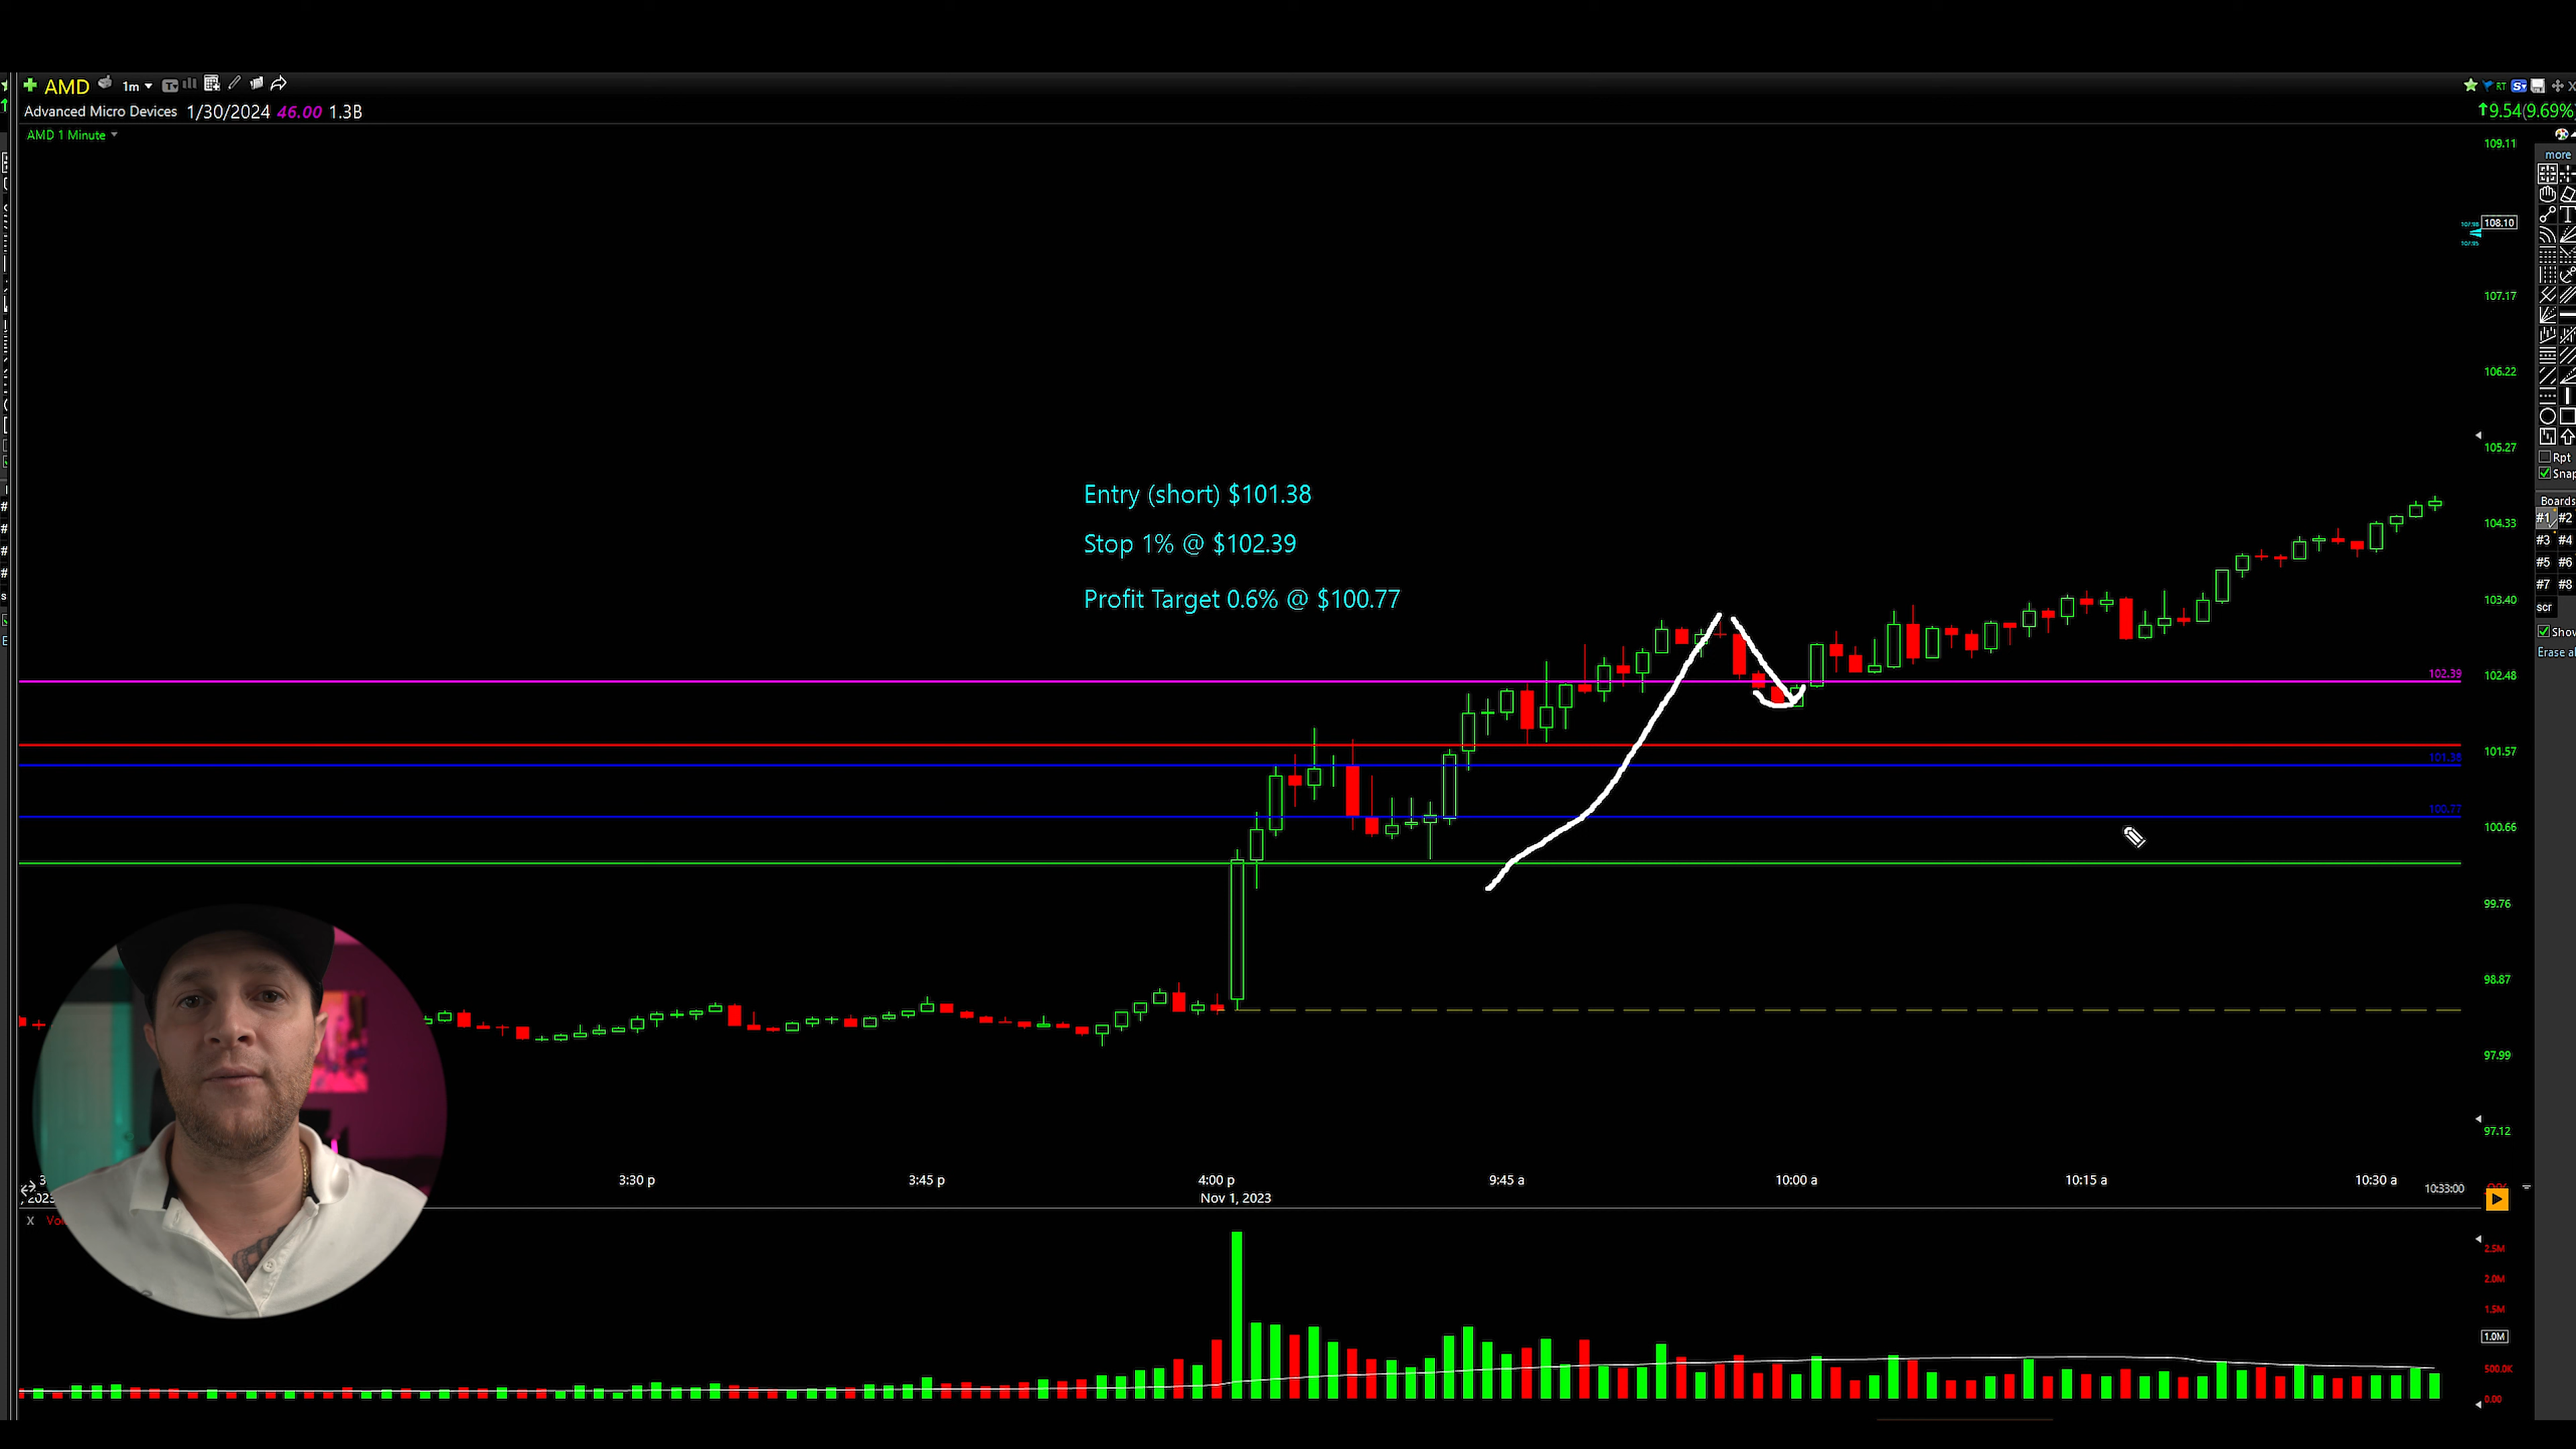 AMD 1m RT
Advanced Micro Devices 1/30/2024 46.00 1.3B
9.54(9.69%)
AMD 1 Minute
109.11
more
108.10
107.17
106.22
105.27
Rpt
Snap
Entry (short) $101.38
Boards
#1 #2
104.33
Stop 1% @ $102.39
#3 #4
#5 #6
#7 #8
Profit Target 0.6% @ $100.77
103.40
scr
Show
Erase al
102.39
102.48
101.57
100.77
100.66
99.76
98.87
97.99
97.12
3:30 p 3:45 p 4:00 p 9:45 a 10:00 a 10:15 a 10:30 a
10:33:00
, 2023 Nov 1, 2023
X
2.5M
2.0M
1.5M
1.0M
500.0K
0.00